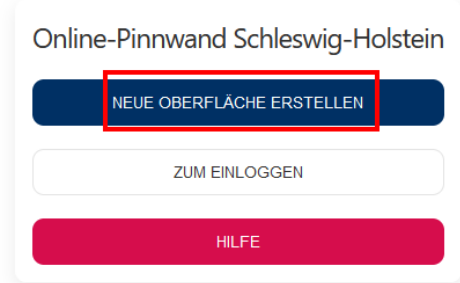 Online-Pinnwand Schleswig-Holstein
NEUE OBERFLÄCHE ERSTELLEN
ZUM EINLOGGEN
HILFE